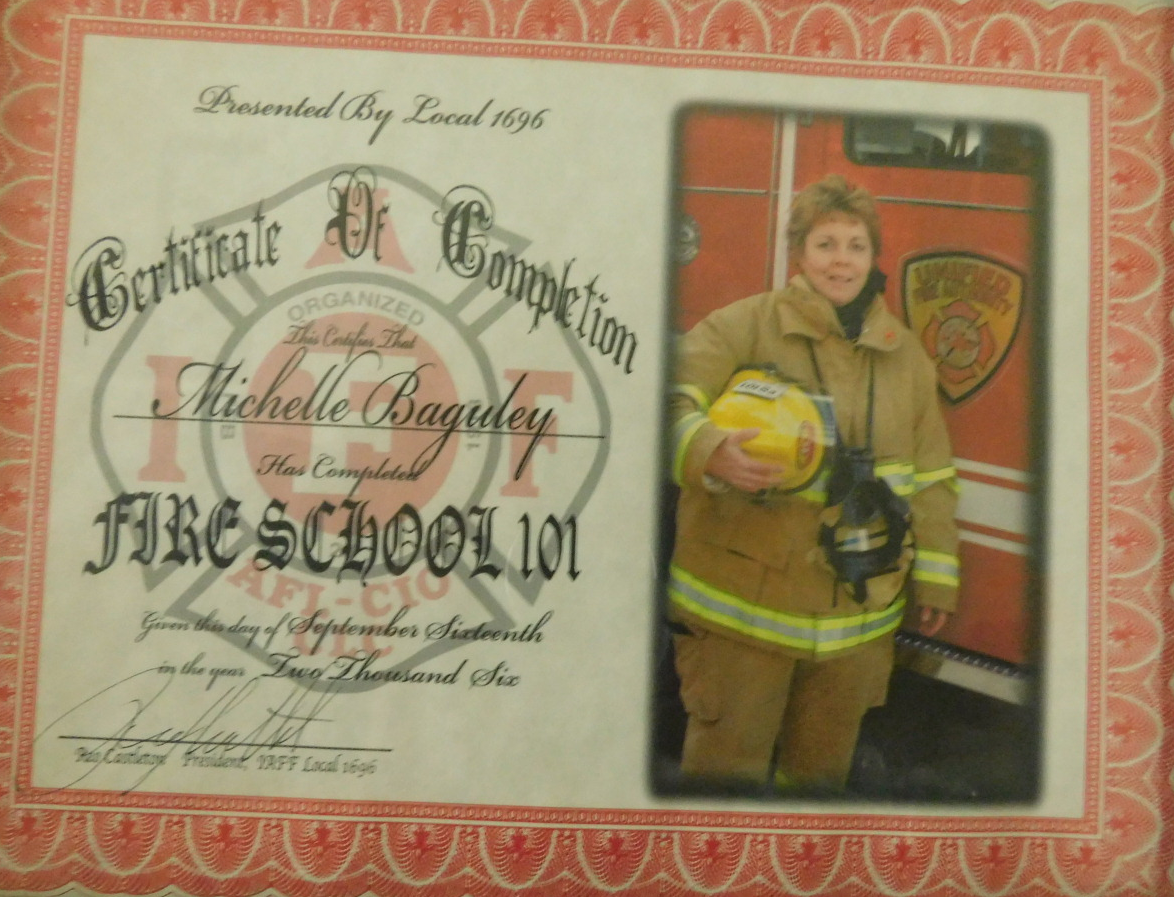 Presented By Local 1696
Certificate Of Completion
ORGANIZED
This Certifies That
Michelle Baguley
I A F F
Has Completed
FIRE SCHOOL 101
AFL-CIO
Given this day of September Sixteenth
in the year Two Thousand Six
President, IAFF Local 1696